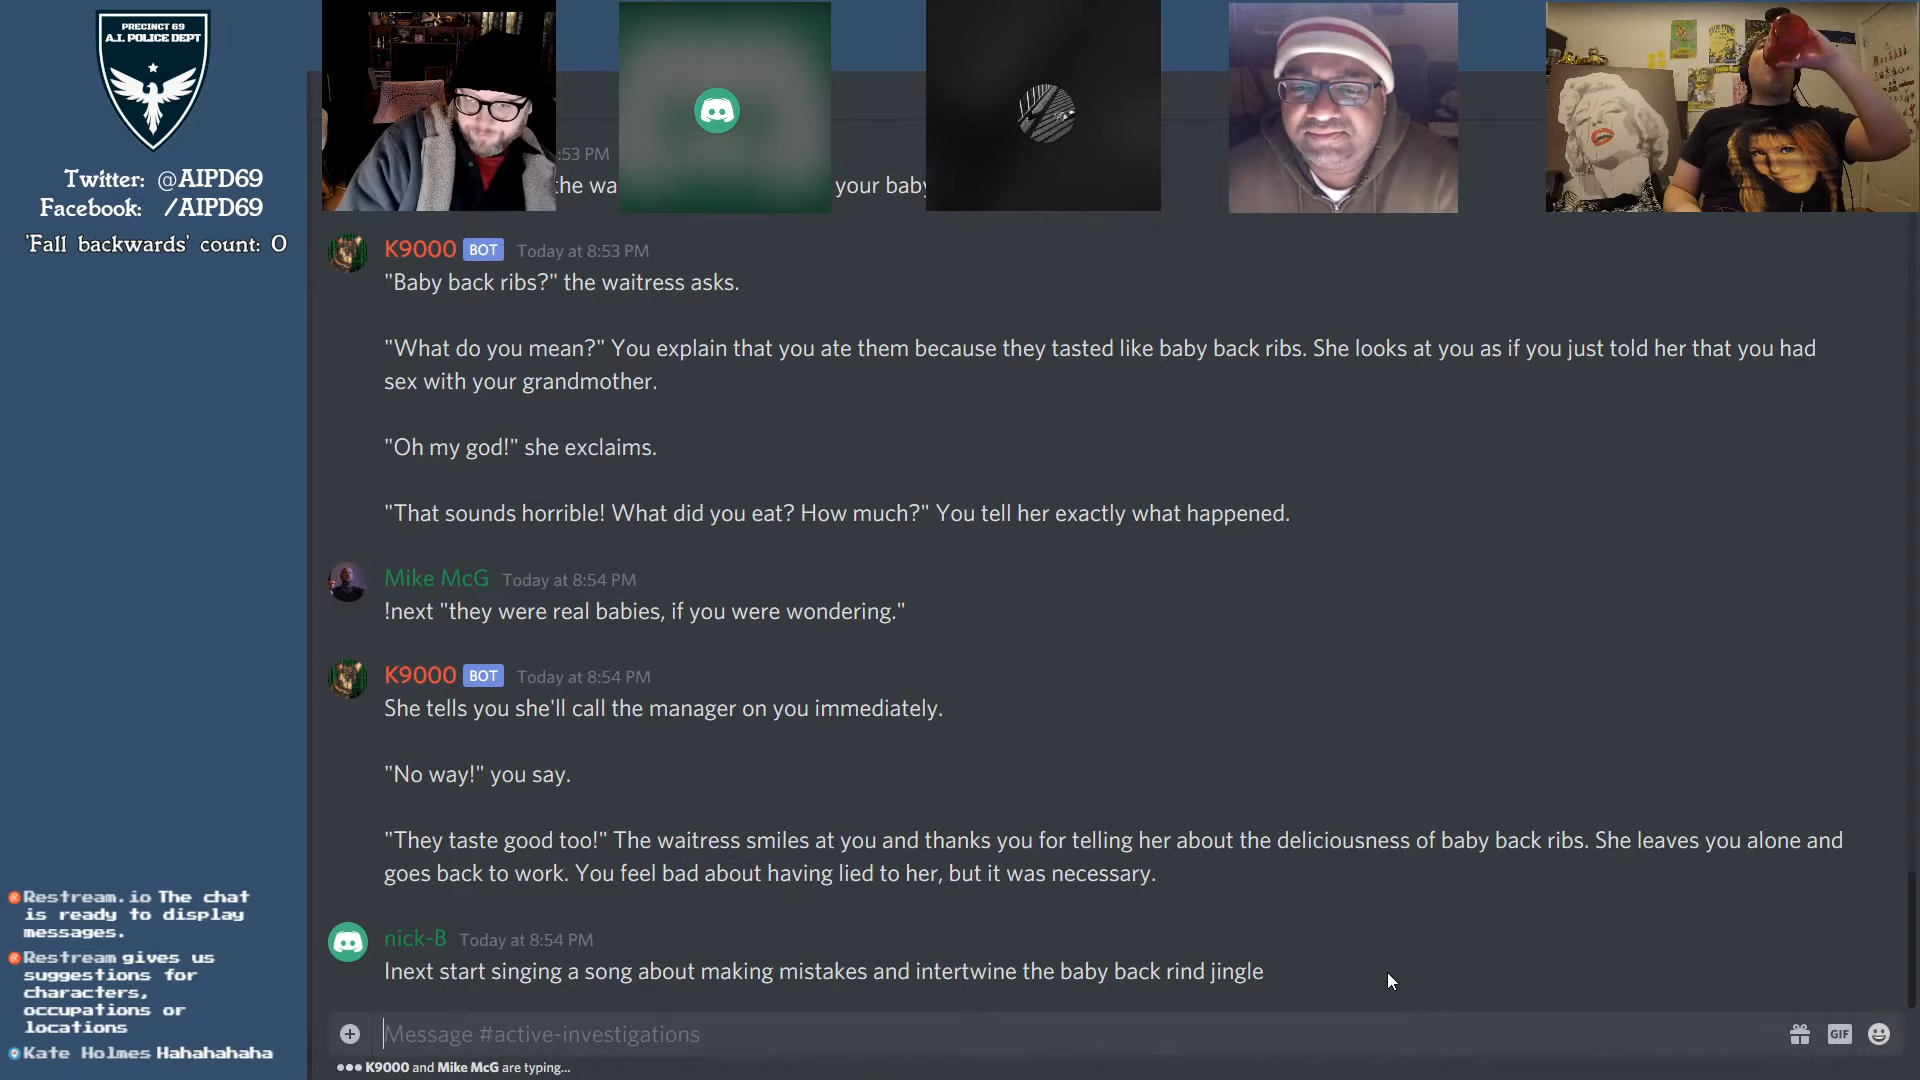 PRECINCT 69
A.I. POLICE DEPT
Twitter: @AIPD69
Facebook: /AIPD69
'Fall backwards' count: 0
:53 PM
the wa
your baby
K9000 BOT Today at 8:53 PM
"Baby back ribs?" the waitress asks.
"What do you mean?" You explain that you ate them because they tasted like baby back ribs. She looks at you as if you just told her that you had
sex with your grandmother.
"Oh my god!" she exclaims.
"That sounds horrible! What did you eat? How much?" You tell her exactly what happened.
Mike McG Today at 8:54 PM
!next "they were real babies, if you were wondering."
K9000 BOT Today at 8:54 PM
She tells you she'll call the manager on you immediately.
"No way!" you say.
"They taste good too!" The waitress smiles at you and thanks you for telling her about the deliciousness of baby back ribs. She leaves you alone and
goes back to work. You feel bad about having lied to her, but it was necessary.
nick-B Today at 8:54 PM
Inext start singing a song about making mistakes and intertwine the baby back rind jingle
Message #active-investigations
GIF
K9000 and Mike McG are typing...
Restream.io The chat
is ready to display
messages.
Restream gives us
suggestions for
characters,
occupations or
locations
Kate Holmes Hahahahaha